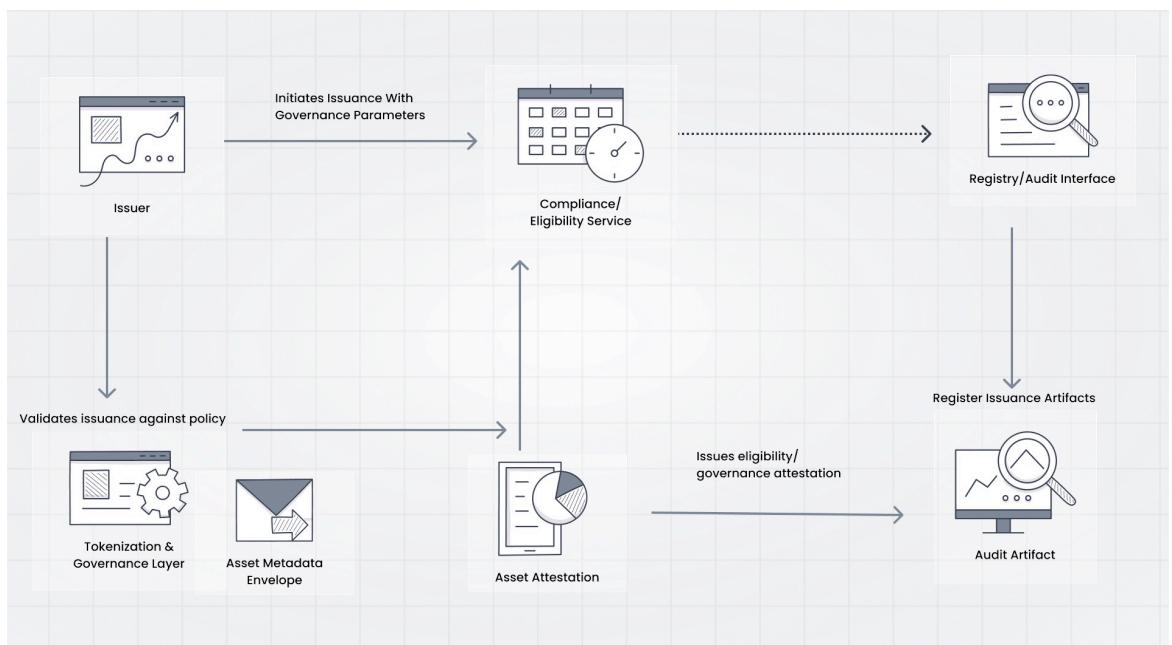 Initiates Issuance With
Governance Parameters
Issuer
Compliance/
Eligibility Service
Registry/Audit Interface
Validates issuance against policy
Register Issuance Artifacts
Issues eligibility/
governance attestation
Tokenization &
Governance Layer
Asset Metadata
Envelope
Asset Attestation
Audit Artifact